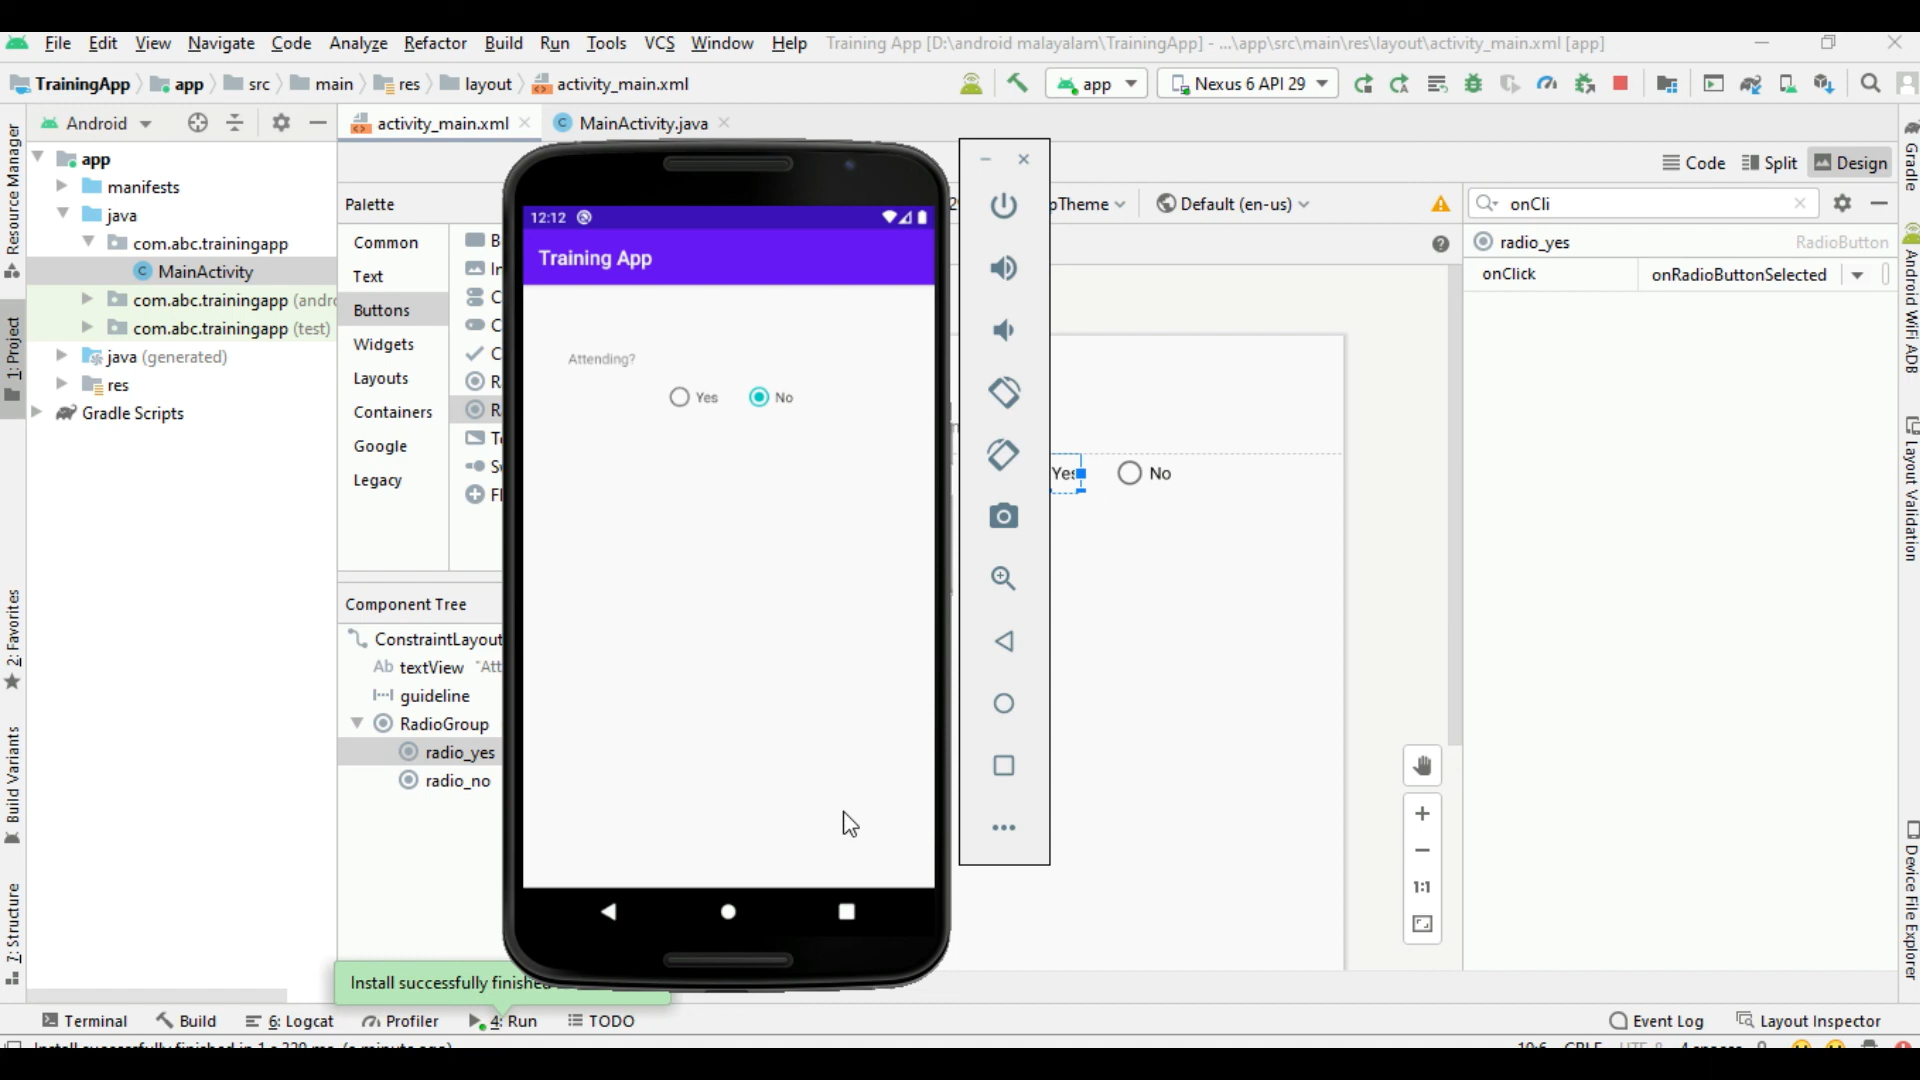 File Edit View Navigate Code Analyze Refactor Build Run Tools VCS Window Help Training App [D:\android malayalam\TrainingApp] - ...\app\src\main\res\layout\activity_main.xml [app]
TrainingApp app src main res layout activity_main.xml app Nexus 6 API 29
Android activity_main.xml MainActivity.java
Code Split Design
app
manifests
java
com.abc.trainingapp
MainActivity
com.abc.trainingapp
com.abc.trainingapp (test)
java (generated)
res
Gradle Scripts
Resource Manager
1: Project
2: Favorites
Build Variants
7: Structure
Palette
Common
Text
Buttons
Widgets
Layouts
Containers
Google
Legacy
Component Tree
ConstraintLayout
Ab textView
guideline
RadioGroup
radio_yes
radio_no
12:12
Training App
Attending?
Yes No
Default (en-us)
Yes No
onCli
radio_yes RadioButton
onClick onRadioButtonSelected
Gradle
Android WiFi ADB
Layout Validation
Device File Explorer
1:1
Install successfully finished
Terminal Build 6: Logcat Profiler 4: Run TODO Event Log Layout Inspector